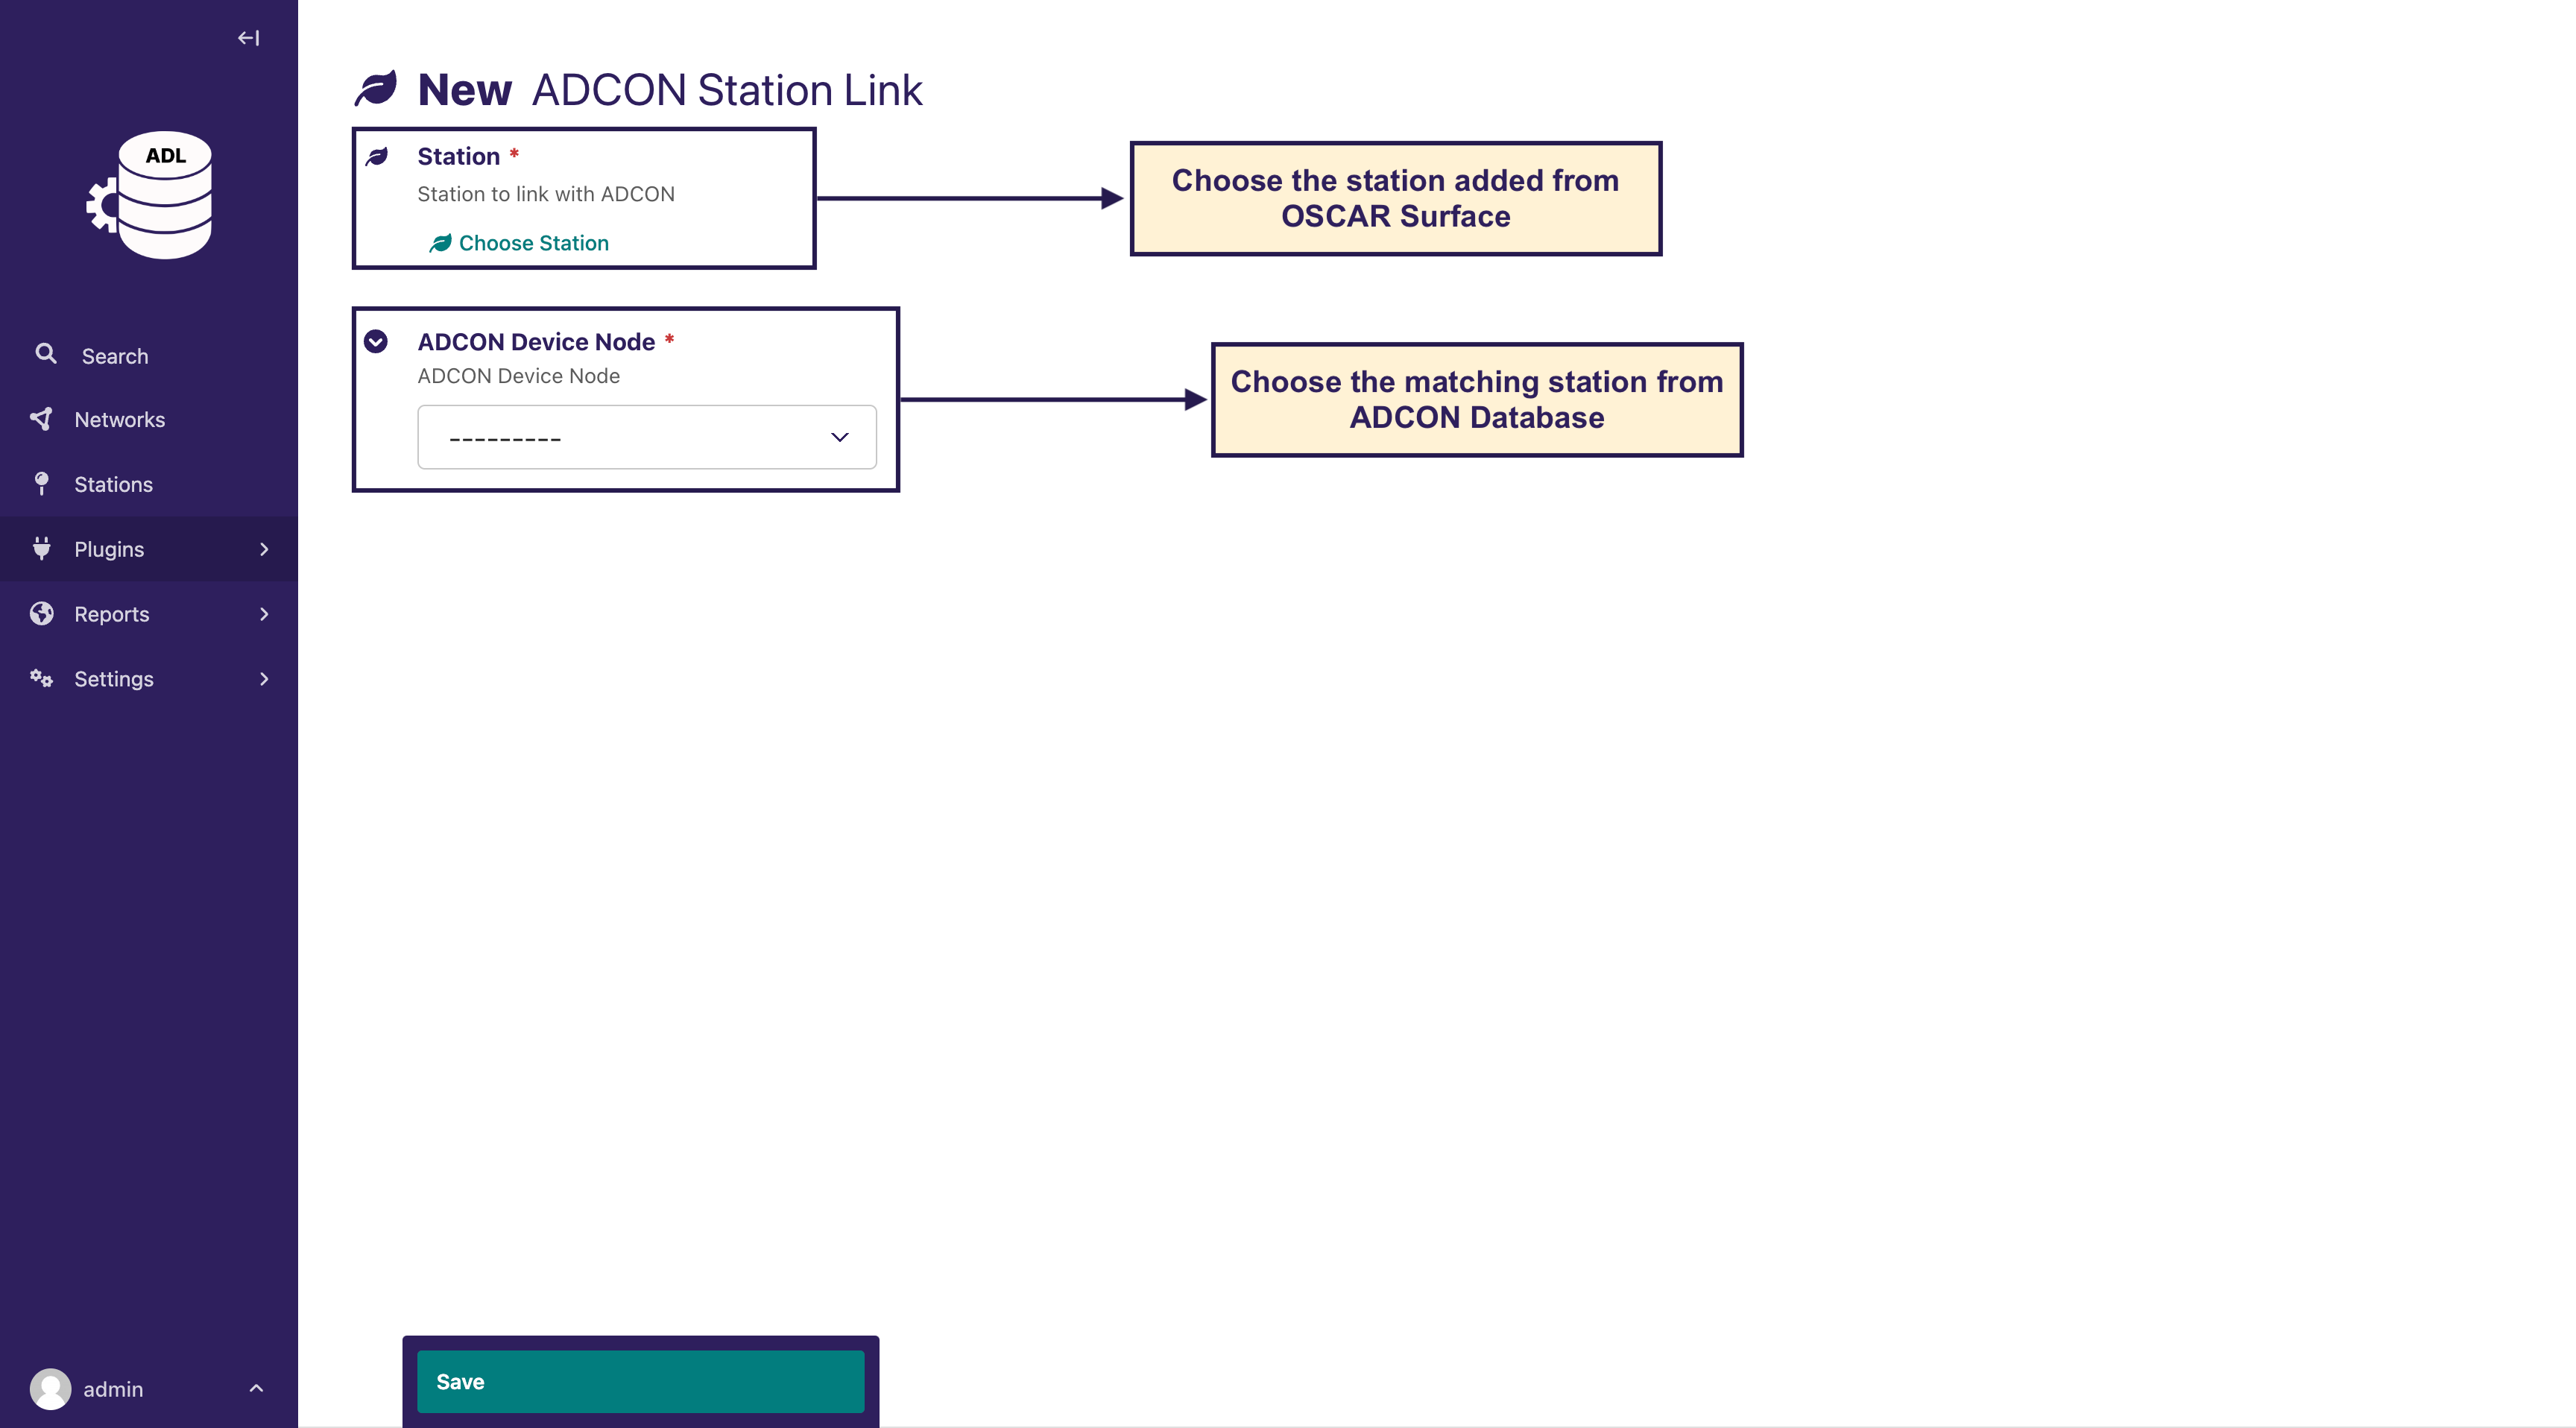 ADL
Search
Networks
Stations
Plugins
Reports
Settings
admin
New ADCON Station Link
Station *
Station to link with ADCON
Choose Station
Choose the station added from
OSCAR Surface
ADCON Device Node *
ADCON Device Node
---------
Choose the matching station from
ADCON Database
Save